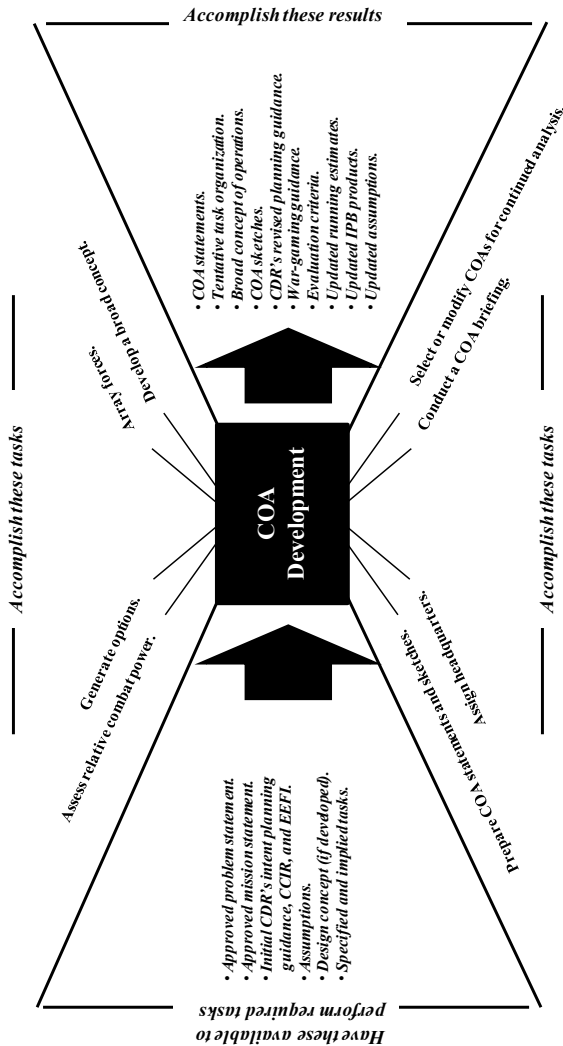 Accomplish these tasks
Assess relative combat power.
Generate options.
Array forces.
Develop a broad concept.
Have these available to
perform required tasks
• Approved problem statement.
• Approved mission statement.
• Initial CDR's intent planning
guidance, CCIR, and EEFI.
• Assumptions.
• Design concept (if developed).
• Specified and implied tasks.
COA
Development
• COA statements.
• Tentative task organization.
• Broad concept of operations.
• COA sketches.
• CDR's revised planning guidance.
• War-gaming guidance.
• Evaluation criteria.
• Updated running estimates.
• Updated IPB products.
• Updated assumptions.
Accomplish these results
Prepare COA statements and sketches.
Assign headquarters.
Conduct a COA briefing.
Select or modify COAs for continued analysis.
Accomplish these tasks